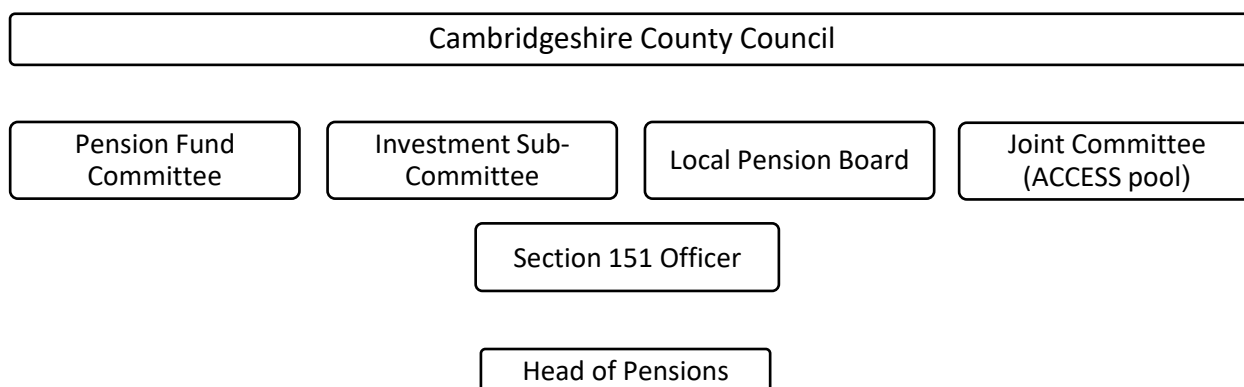 Cambridgeshire County Council
Pension Fund
Committee
Investment Sub-
Committee
Local Pension Board
Joint Committee
(ACCESS pool)
Section 151 Officer
Head of Pensions